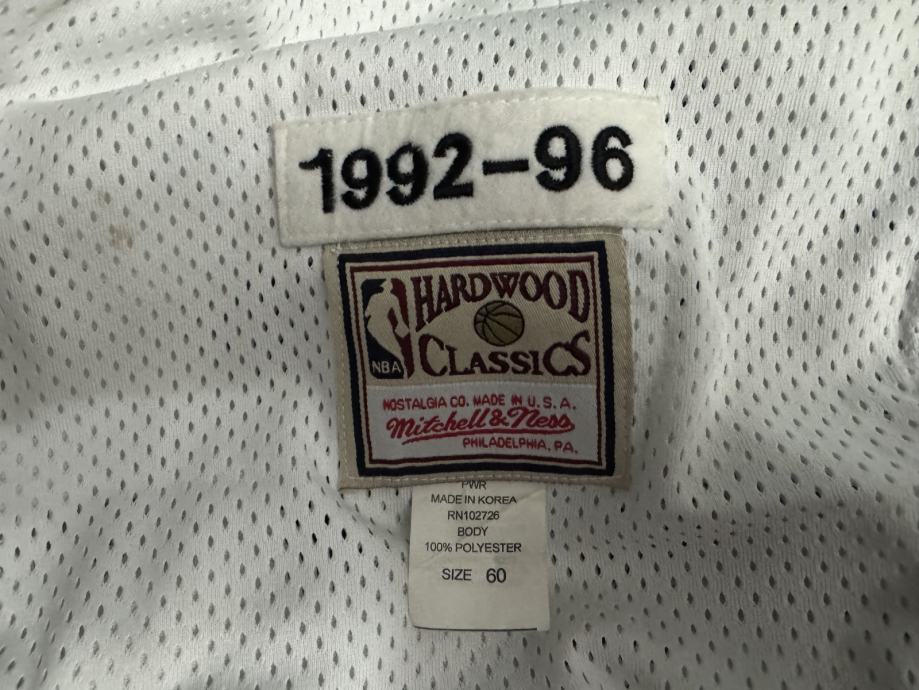 1992-96
HARDWOOD
CLASSICS
NBA
NOSTALGIA CO. MADE IN U.S.A.
Mitchell & Ness
PHILADELPHIA, PA.
PWR
MADE IN KOREA
RN102726
BODY
100% POLYESTER
SIZE 60